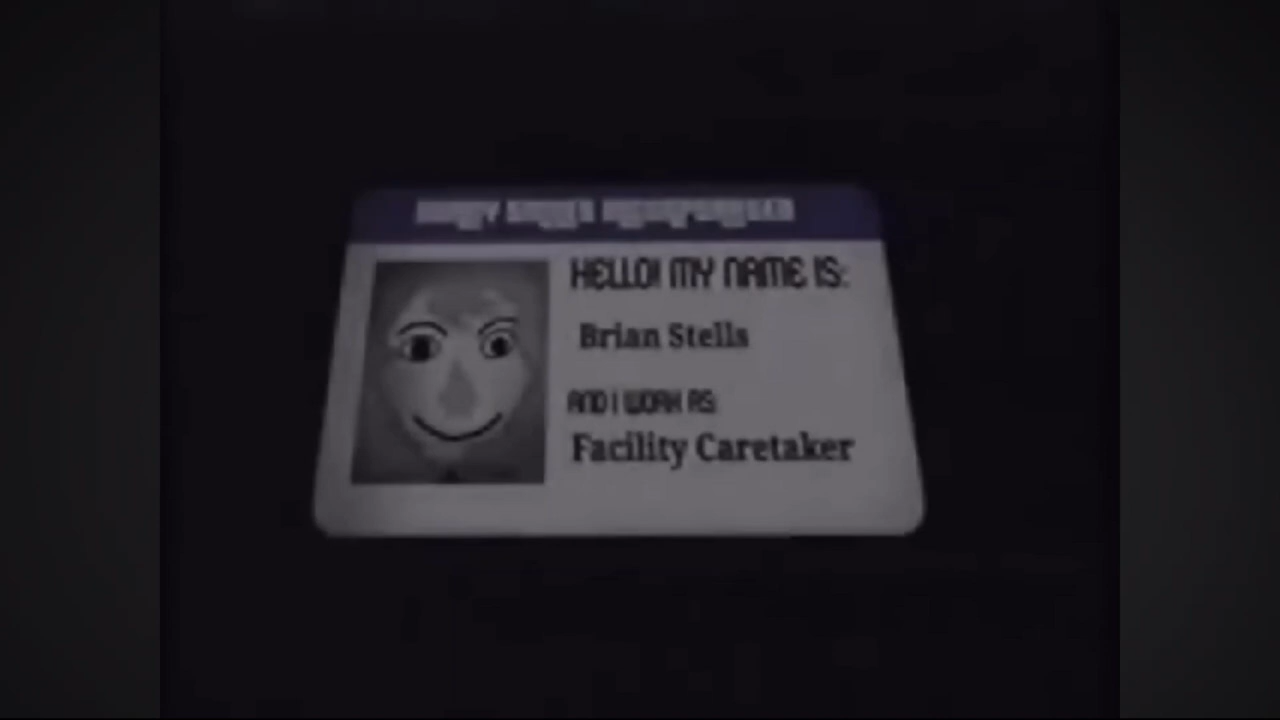 HELLO! MY NAME IS:
Brian Stells
AND I WORK AS:
Facility Caretaker